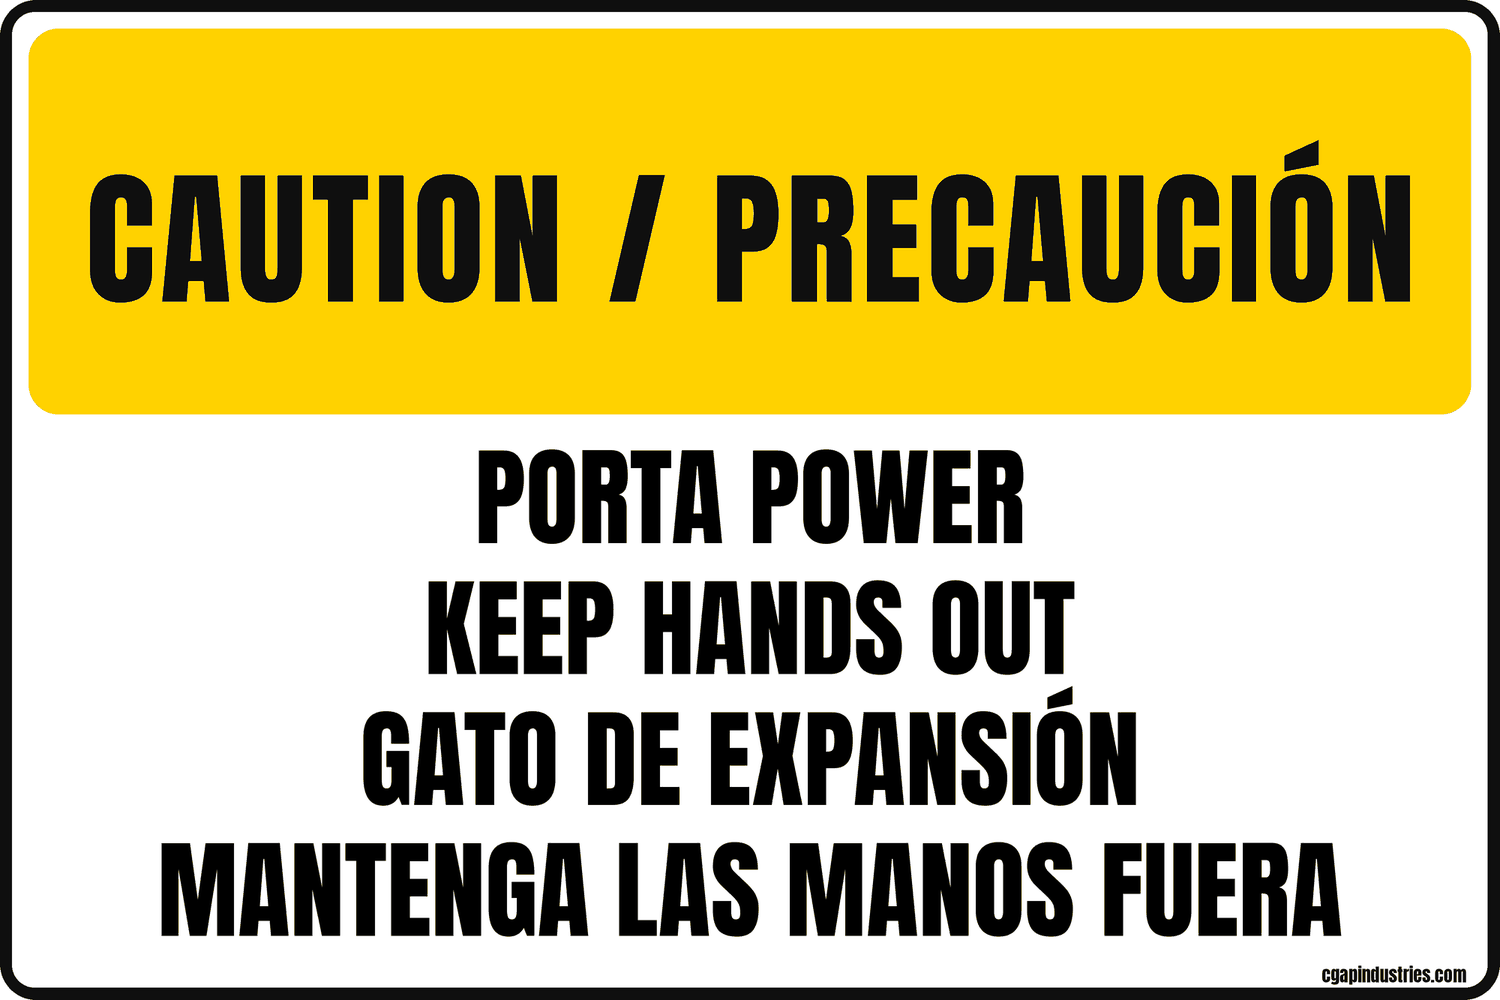 CAUTION / PRECAUCIÓN
PORTA POWER
KEEP HANDS OUT
GATO DE EXPANSIÓN
MANTENGA LAS MANOS FUERA
cgapindustries.com